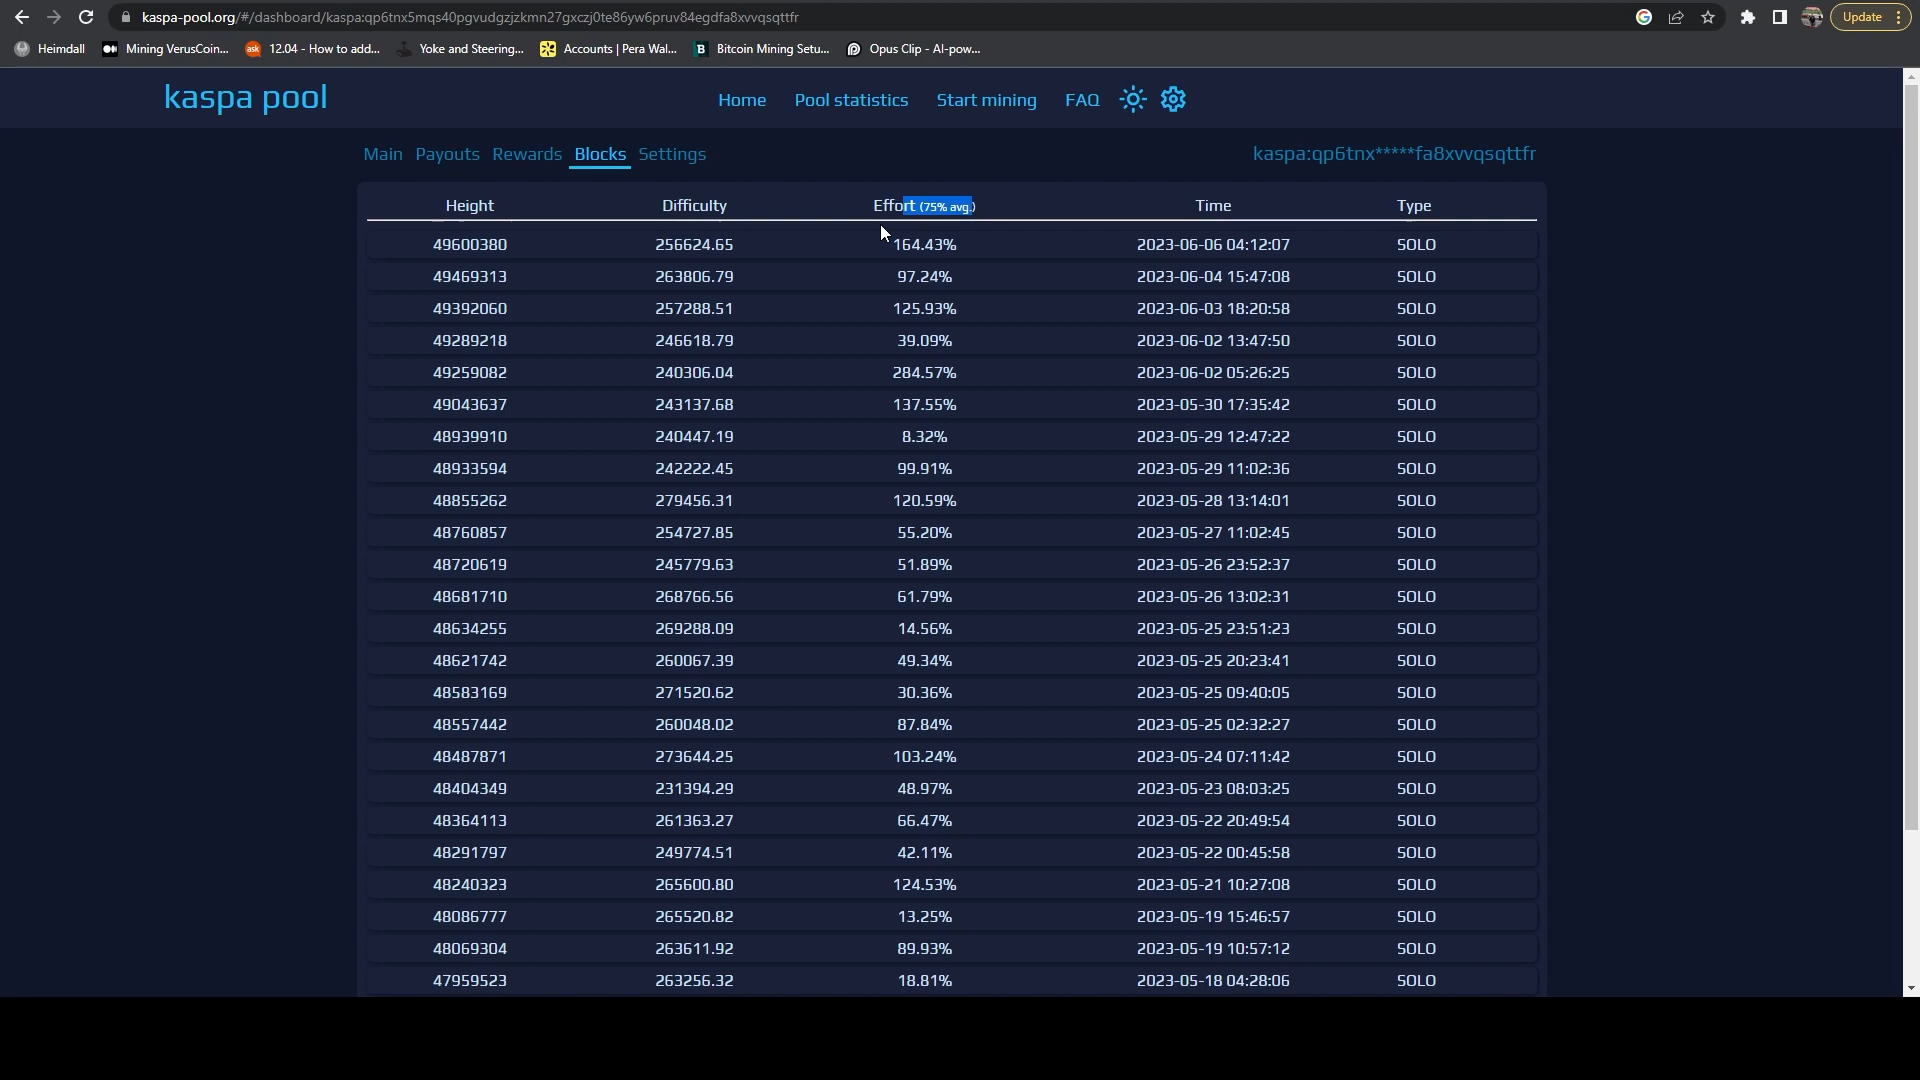 kaspa-pool.org/#/dashboard/kaspa:qp6tnx5mqs40pgvudgzjzkmn27gxczj0te86yw6pruv84egdfa8xvvqsqttfr Update
Heimdall Mining VerusCoin... 12.04 - How to add... Yoke and Steering... Accounts | Pera Wal... Bitcoin Mining Setu... Opus Clip - AI-pow...
kaspa pool Home Pool statistics Start mining FAQ
Main Payouts Rewards Blocks Settings kaspa:qp6tnx*****fa8xvvqsqttfr
Height Difficulty Effort (75% avg.) Time Type
49600380 256624.65 164.43% 2023-06-06 04:12:07 SOLO
49469313 263806.79 97.24% 2023-06-04 15:47:08 SOLO
49392060 257288.51 125.93% 2023-06-03 18:20:58 SOLO
49289218 246618.79 39.09% 2023-06-02 13:47:50 SOLO
49259082 240306.04 284.57% 2023-06-02 05:26:25 SOLO
49043637 243137.68 137.55% 2023-05-30 17:35:42 SOLO
48939910 240447.19 8.32% 2023-05-29 12:47:22 SOLO
48933594 242222.45 99.91% 2023-05-29 11:02:36 SOLO
48855262 279456.31 120.59% 2023-05-28 13:14:01 SOLO
48760857 254727.85 55.20% 2023-05-27 11:02:45 SOLO
48720619 245779.63 51.89% 2023-05-26 23:52:37 SOLO
48681710 268766.56 61.79% 2023-05-26 13:02:31 SOLO
48634255 269288.09 14.56% 2023-05-25 23:51:23 SOLO
48621742 260067.39 49.34% 2023-05-25 20:23:41 SOLO
48583169 271520.62 30.36% 2023-05-25 09:40:05 SOLO
48557442 260048.02 87.84% 2023-05-25 02:32:27 SOLO
48487871 273644.25 103.24% 2023-05-24 07:11:42 SOLO
48404349 231394.29 48.97% 2023-05-23 08:03:25 SOLO
48364113 261363.27 66.47% 2023-05-22 20:49:54 SOLO
48291797 249774.51 42.11% 2023-05-22 00:45:58 SOLO
48240323 265600.80 124.53% 2023-05-21 10:27:08 SOLO
48086777 265520.82 13.25% 2023-05-19 15:46:57 SOLO
48069304 263611.92 89.93% 2023-05-19 10:57:12 SOLO
47959523 263256.32 18.81% 2023-05-18 04:28:06 SOLO